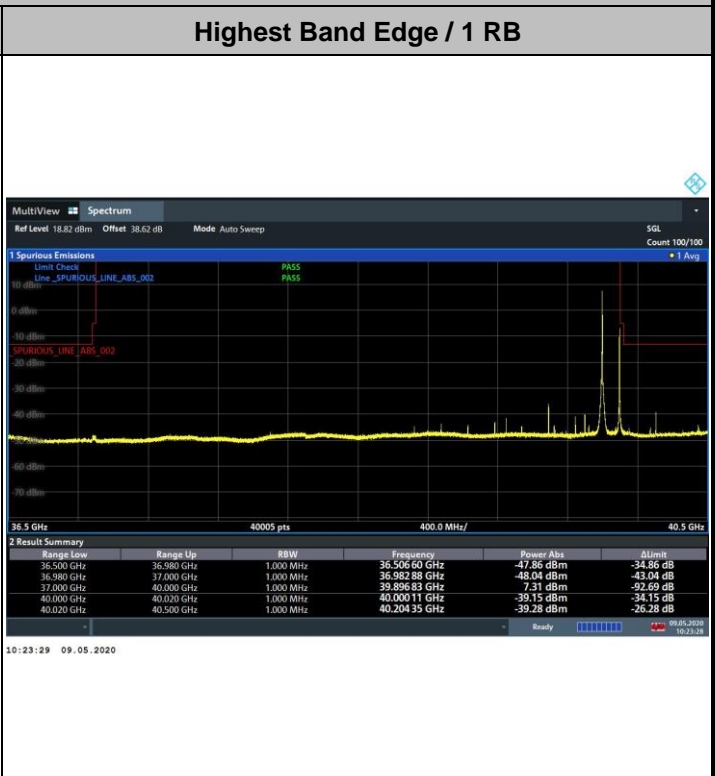 Highest Band Edge / 1 RB
MultiView Spectrum
Ref Level 18.82 dBm Offset 38.62 dB Mode Auto Sweep SGL
Count 100/100
1 Spurious Emissions 1 Avg
Limit Check PASS
10 dBm Line _SPURIOUS_LINE_ABS_002 PASS
0 dBm
-10 dBm
_SPURIOUS_LINE_ABS_002
-20 dBm
-30 dBm
-40 dBm
-60 dBm
-70 dBm
36.5 GHz 40005 pts 400.0 MHz/ 40.5 GHz
2 Result Summary
Range Low Range Up RBW Frequency Power Abs ΔLimit
36.500 GHz 36.980 GHz 1.000 MHz 36.506 60 GHz -47.86 dBm -34.86 dB
36.980 GHz 37.000 GHz 1.000 MHz 36.982 88 GHz -48.04 dBm -43.04 dB
37.000 GHz 40.000 GHz 1.000 MHz 39.896 83 GHz 7.31 dBm -92.69 dB
40.000 GHz 40.020 GHz 1.000 MHz 40.000 11 GHz -39.15 dBm -34.15 dB
40.020 GHz 40.500 GHz 1.000 MHz 40.204 35 GHz -39.28 dBm -26.28 dB
Ready 09.05.2020
10:23:28
10:23:29 09.05.2020